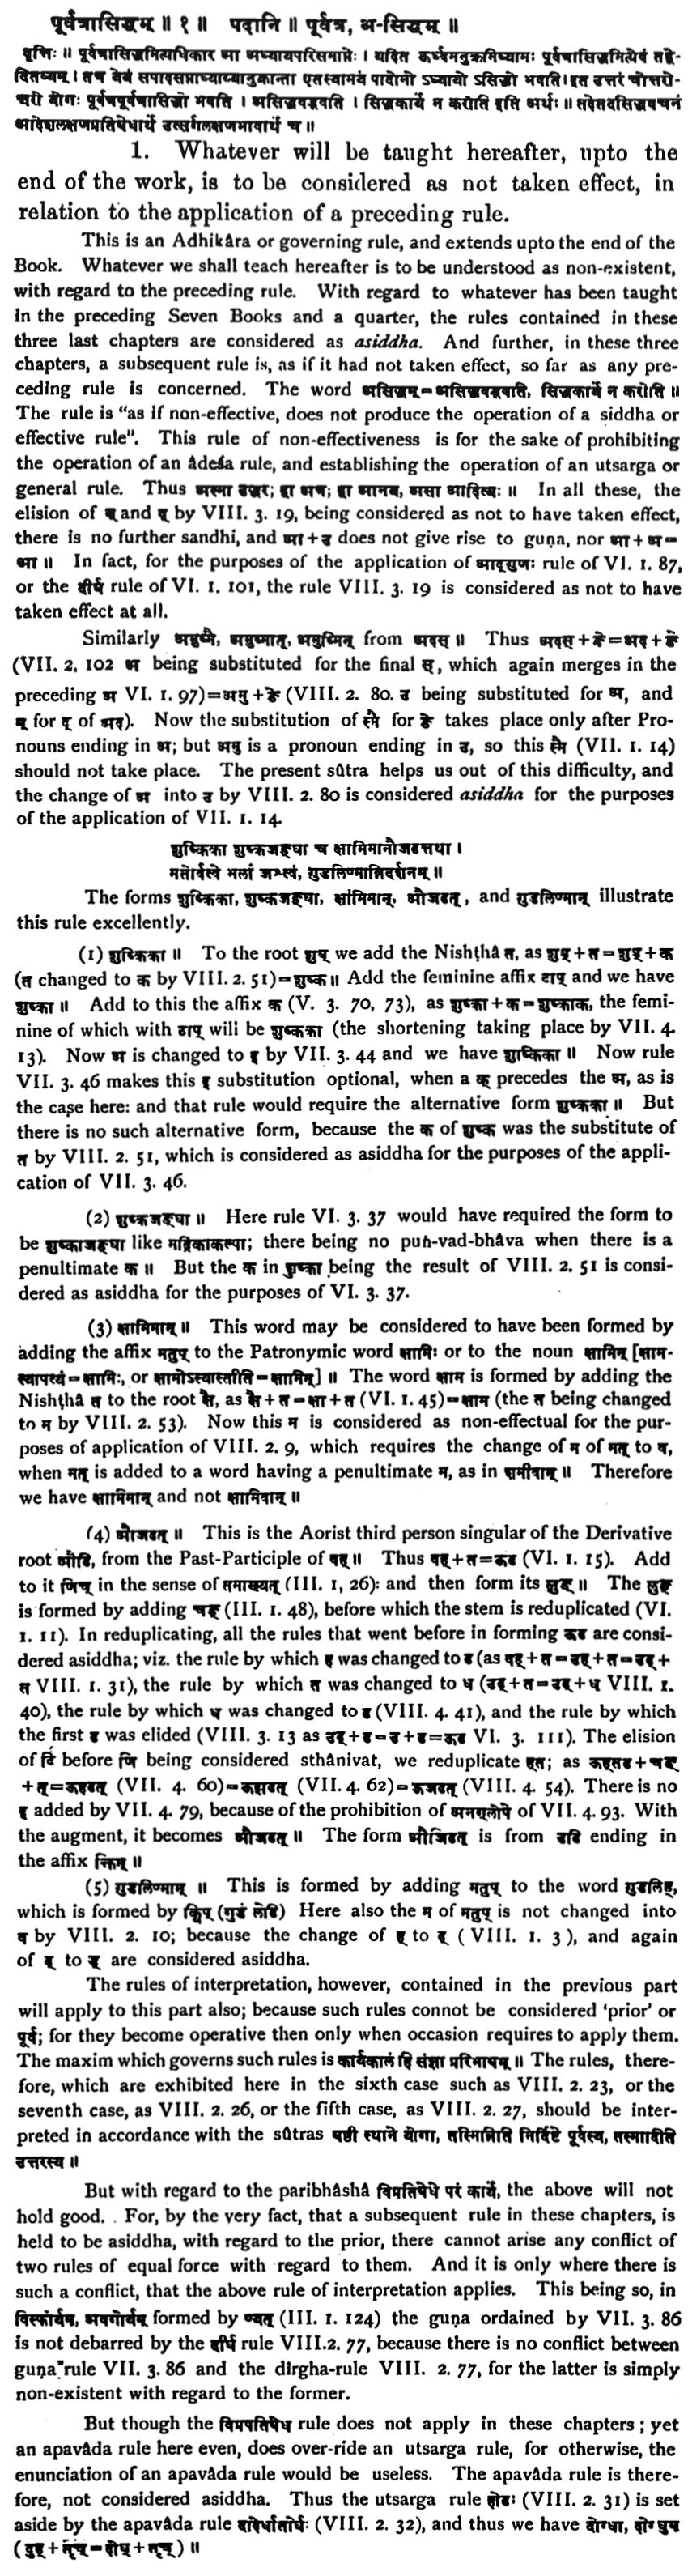 पूर्वत्रासिद्धम् ॥ १ ॥ पदानि ॥ पूर्वत्र, अ-सिद्धम् ॥
वृत्तिः ॥ पूर्वत्रासिद्धमित्यधिकार आ अध्यायपरिसमाप्तेः । यदित ऊर्ध्वमनुक्रमिष्यामः पूर्वत्रासिद्धमित्येवं तद्वे-
दितव्यम् । तत्र येयं सपादसप्ताध्याय्यनुक्रान्ता एतस्यामयं पादोनो ऽध्यायो ऽसिद्धो भवति । इत उत्तरं चोत्तरो-
त्तरो योगः पूर्वत्रपूर्वत्रासिद्धो भवति । असिद्धवद्भवति । सिद्धकार्यं न करोति इति अर्थः ॥ तदेतदसिद्धवचनं
आदेशलक्षणप्रतिषेधार्थं उत्सर्गलक्षणभावार्थं च ॥
1. Whatever will be taught hereafter, upto the
end of the work, is to be considered as not taken effect, in
relation to the application of a preceding rule.
This is an Adhikâra or governing rule, and extends upto the end of the
Book. Whatever we shall teach hereafter is to be understood as non-existent,
with regard to the preceding rule. With regard to whatever has been taught
in the preceding Seven Books and a quarter, the rules contained in these
three last chapters are considered as asiddha. And further, in these three
chapters, a subsequent rule is, as if it had not taken effect, so far as any pre-
ceding rule is concerned. The word असिद्धम्=असिद्धवद्भवति, सिद्धकार्यं न करोति ॥
The rule is "as if non-effective, does not produce the operation of a siddha or
effective rule". This rule of non-effectiveness is for the sake of prohibiting
the operation of an âdeśa rule, and establishing the operation of an utsarga or
general rule. Thus अस्मा उद्धर; द्वा अत्र; द्वा आनय, असा आदित्यः ॥ In all these, the
elision of य् and व् by VIII. 3. 19, being considered as not to have taken effect,
there is no further sandhi, and आ+उ does not give rise to guṇa, nor आ+अ=
आ ॥ In fact, for the purposes of the application of आद्गुणः rule of VI. 1. 87,
or the दीर्घ rule of VI. 1. 101, the rule VIII. 3. 19 is considered as not to have
taken effect at all.
Similarly अमुष्मै, अमुष्मात्, अमुष्मिन् from अदस् ॥ Thus अदस्+ङे=अद+ङे
(VII. 2. 102 अ being substituted for the final स्, which again merges in the
preceding अ VI. 1. 97)=अमु+ङे (VIII. 2. 80. उ being substituted for अ, and
म् for द् of अद). Now the substitution of स्मै for ङे takes place only after Pro-
nouns ending in अ; but अमु is a pronoun ending in उ, so this स्मै (VII. 1. 14)
should not take place. The present sûtra helps us out of this difficulty, and
the change of अ into उ by VIII. 2. 80 is considered asiddha for the purposes
of the application of VII. 1. 14.
शुष्किका शुष्कजङ्घा च क्षामिमानौजढत्तथा ।
मतोर्वत्वे झलां जश्त्वं, गुडलिण्मान्निदर्शनम् ॥
The forms शुष्किका, शुष्कजङ्घा, क्षामिमान्, औजढत्, and गुडलिण्मान् illustrate
this rule excellently.
(1) शुष्किका ॥ To the root शुष् we add the Nishṭhâ त, as शुष्+त=शुष्+क
(त changed to क by VIII. 2. 51)=शुष्क ॥ Add the feminine affix टाप् and we have
शुष्का ॥ Add to this the affix क (V. 3. 70, 73), as शुष्का+क=शुष्काक, the femi-
nine of which with टाप् will be शुष्कका (the shortening taking place by VII. 4.
13). Now अ is changed to इ by VII. 3. 44 and we have शुष्किका ॥ Now rule
VII. 3. 46 makes this इ substitution optional, when a क् precedes the अ, as is
the case here: and that rule would require the alternative form शुष्कका ॥ But
there is no such alternative form, because the क of शुष्क was the substitute of
त by VIII. 2. 51, which is considered as asiddha for the purposes of the appli-
cation of VII. 3. 46.
(2) शुष्कजङ्घा ॥ Here rule VI. 3. 37 would have required the form to
be शुष्काजङ्घा like मद्रिकाकल्पा; there being no puṅ-vad-bhâva when there is a
penultimate क ॥ But the क in शुष्का being the result of VIII. 2. 51 is consi-
dered as asiddha for the purposes of VI. 3. 37.
(3) क्षामिमान् ॥ This word may be considered to have been formed by
adding the affix मतुप् to the Patronymic word क्षामिः or to the noun क्षामिन् [क्षाम-
स्यापत्यं=क्षामिः, or क्षामोऽस्यास्तीति=क्षामिन्] ॥ The word क्षाम is formed by adding the
Nishṭhâ त to the root क्षै, as क्षै+त=क्षा+त (VI. 1. 45)=क्षाम (the त being changed
to म by VIII. 2. 53). Now this म is considered as non-effectual for the pur-
poses of application of VIII. 2. 9, which requires the change of म of मत् to व,
when मत् is added to a word having a penultimate म, as in शमीवान् ॥ Therefore
we have क्षामिमान् and not क्षामिवान् ॥
(4) औजढत् ॥ This is the Aorist third person singular of the Derivative
root औढि, from the Past-Participle of वह् ॥ Thus वह्+त=ऊढ (VI. 1. 15). Add
to it णिच् in the sense of तमाख्यत् (III. 1, 26): and then form its लुङ् ॥ The लुङ्
is formed by adding चङ् (III. 1. 48), before which the stem is reduplicated (VI.
1. 11). In reduplicating, all the rules that went before in forming ऊढ are consi-
dered asiddha; viz. the rule by which ह was changed to ढ (as वह्+त=उह्+त=उढ्+
त VIII. 1. 31), the rule by which त was changed to ध (उढ्+त=उढ्+ध VIII. 1.
40), the rule by which ध was changed to ढ (VIII. 4. 41), and the rule by which
the first ढ was elided (VIII. 3. 13 as उढ्+ढ=उ+ढ=ऊढ VI. 3. 111). The elision
of टि before णि being considered sthânivat, we reduplicate ह्त; as ऊह्तढ+चङ्
+त्=ऊहढत् (VII. 4. 60)=ऊझढत् (VII. 4. 62)=ऊजढत् (VIII. 4. 54). There is no
इ added by VII. 4. 79, because of the prohibition of अनग्लोपे of VII. 4. 93. With
the augment, it becomes औजढत् ॥ The form औजिढत् is from ऊढि ending in
the affix क्तिन् ॥
(5) गुडलिण्मान् ॥ This is formed by adding मतुप् to the word गुडलिह्,
which is formed by क्विप् (गुडं लेढि) Here also the म of मतुप् is not changed into
व by VIII. 2. 10; because the change of ह् to ढ् ( VIII. 1. 3 ), and again
of ढ् to ड् are considered asiddha.
The rules of interpretation, however, contained in the previous part
will apply to this part also; because such rules connot be considered 'prior' or
पूर्व; for they become operative then only when occasion requires to apply them.
The maxim which governs such rules is कार्यकालं हि संज्ञा परिभाषम् ॥ The rules, there-
fore, which are exhibited here in the sixth case such as VIII. 2. 23, or the
seventh case, as VIII. 2. 26, or the fifth case, as VIII. 2. 27, should be inter-
preted in accordance with the sûtras षष्ठी स्थाने योगा, तस्मिन्निति निर्दिष्टे पूर्वस्य, तस्मादिति
उत्तरस्य ॥
But with regard to the paribhâshâ विप्रतिषेधे परं कार्यं, the above will not
hold good. For, by the very fact, that a subsequent rule in these chapters, is
held to be asiddha, with regard to the prior, there cannot arise any conflict of
two rules of equal force with regard to them. And it is only where there is
such a conflict, that the above rule of interpretation applies. This being so, in
विस्फोर्यम्, अवगोर्यम् formed by ण्यत् (III. 1. 124) the guṇa ordained by VII. 3. 86
is not debarred by the दीर्घ rule VIII.2. 77, because there is no conflict between
guṇa rule VII. 3. 86 and the dîrgha-rule VIII. 2. 77, for the latter is simply
non-existent with regard to the former.
But though the विप्रपतिषेध rule does not apply in these chapters; yet
an apavâda rule here even, does over-ride an utsarga rule, for otherwise, the
enunciation of an apavâda rule would be useless. The apavâda rule is there-
fore, not considered asiddha. Thus the utsarga rule होढः (VIII. 2. 31) is set
aside by the apavâda rule दादेर्धातोर्घः (VIII. 2. 32), and thus we have दोग्धा, दोग्धुम्
(दुह्+तृच्=दोघ्+तृच्) ॥